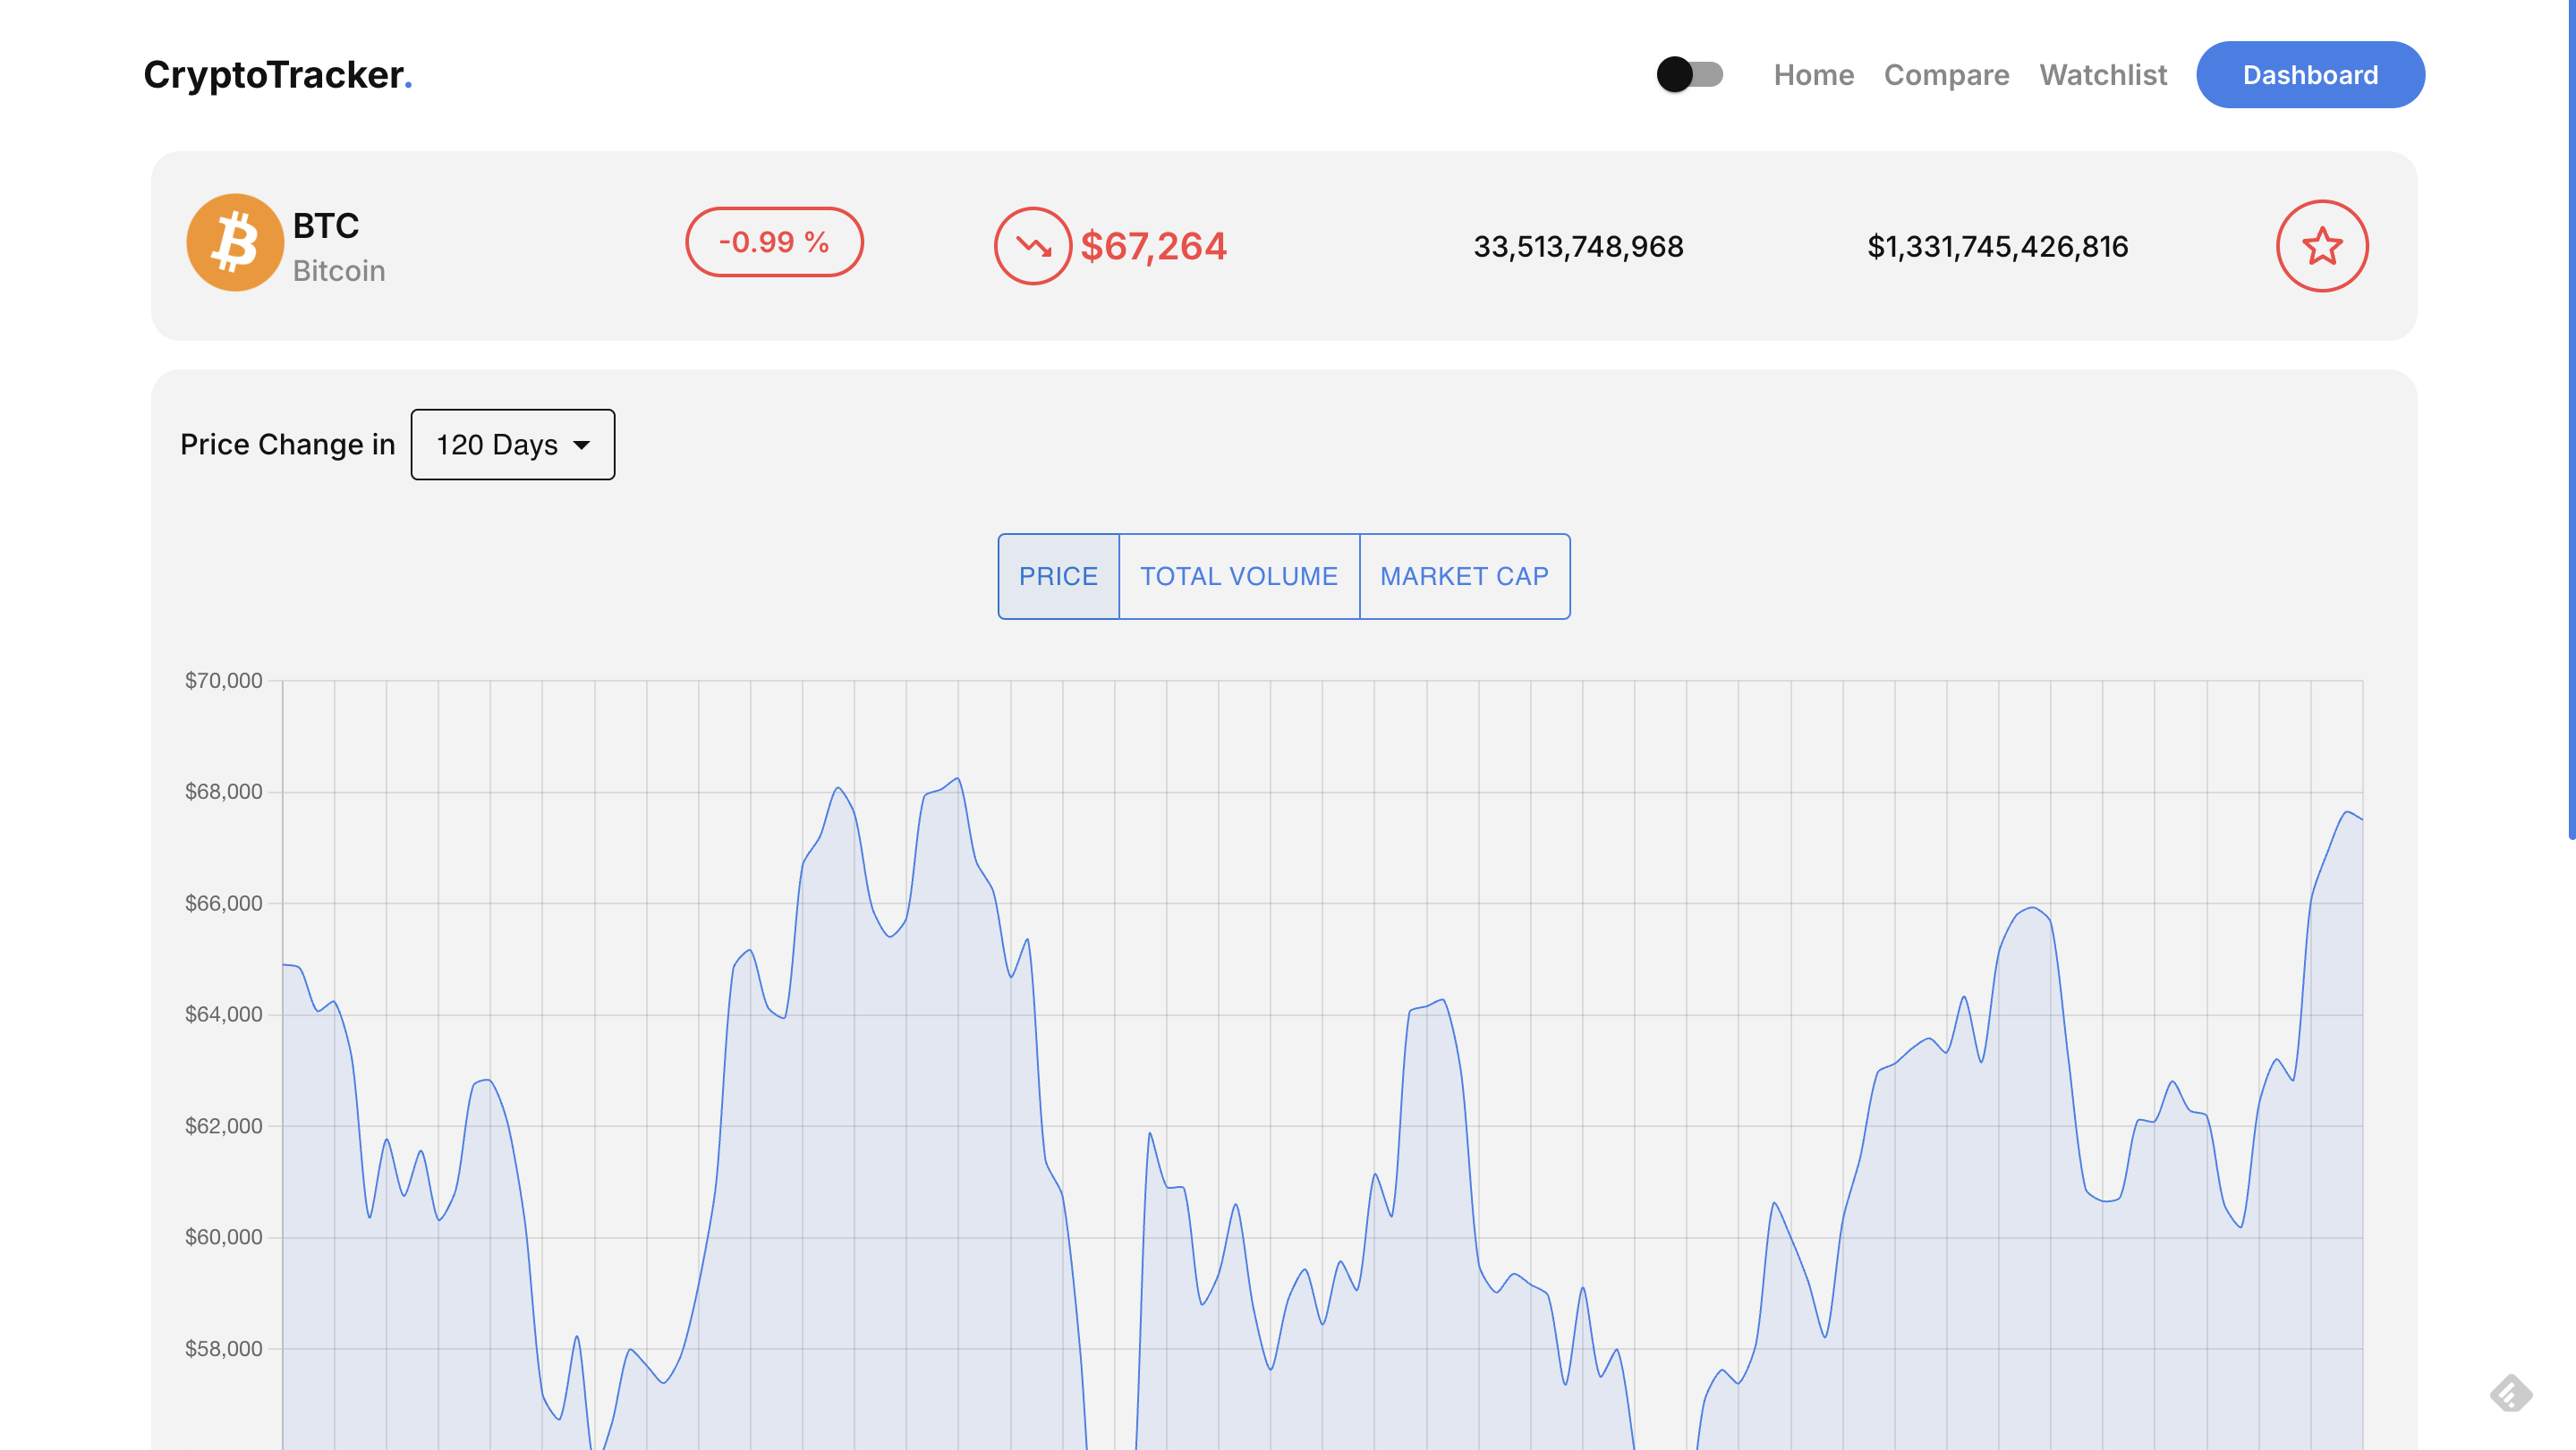 CryptoTracker.
Home Compare Watchlist Dashboard
BTC
Bitcoin
-0.99 %
$67,264
33,513,748,968
$1,331,745,426,816
Price Change in 120 Days
PRICE TOTAL VOLUME MARKET CAP
$70,000
$68,000
$66,000
$64,000
$62,000
$60,000
$58,000